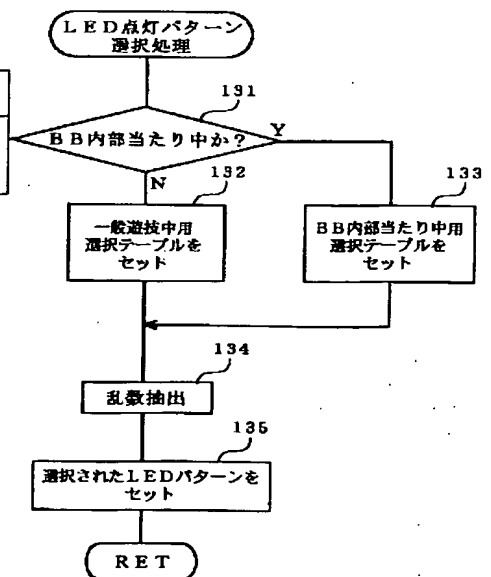 LED点灯パターン
選択処理
131
BB内部当たり中か?
Y
N
132
一般遊技中用
選択テーブルを
セット
133
BB内部当たり中用
選択テーブルを
セット
134
乱数抽出
135
選択されたLEDパターンを
セット
RET